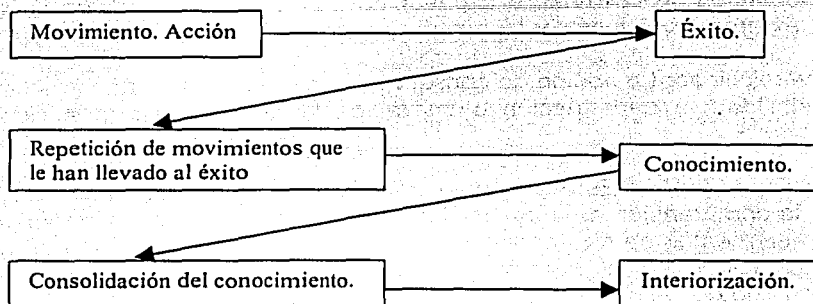 Movimiento. Acción
Éxito.
Repetición de movimientos que
le han llevado al éxito
Conocimiento.
Consolidación del conocimiento.
Interiorización.